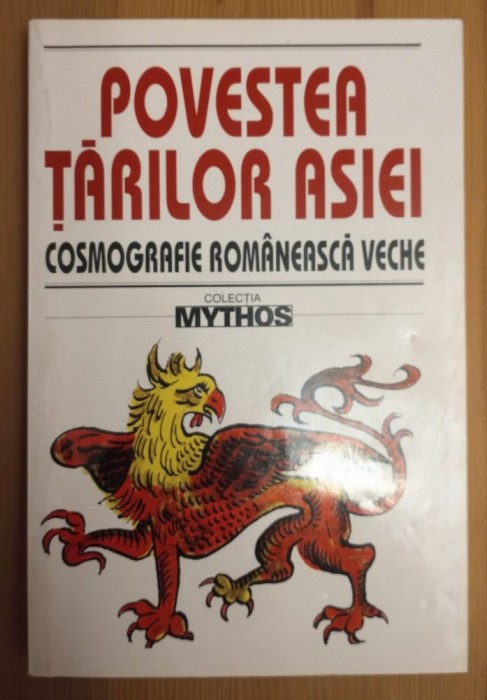 POVESTEA
ȚĂRILOR ASIEI
COSMOGRAFIE ROMÂNEASCĂ VECHE
COLECȚIA
MYTHOS